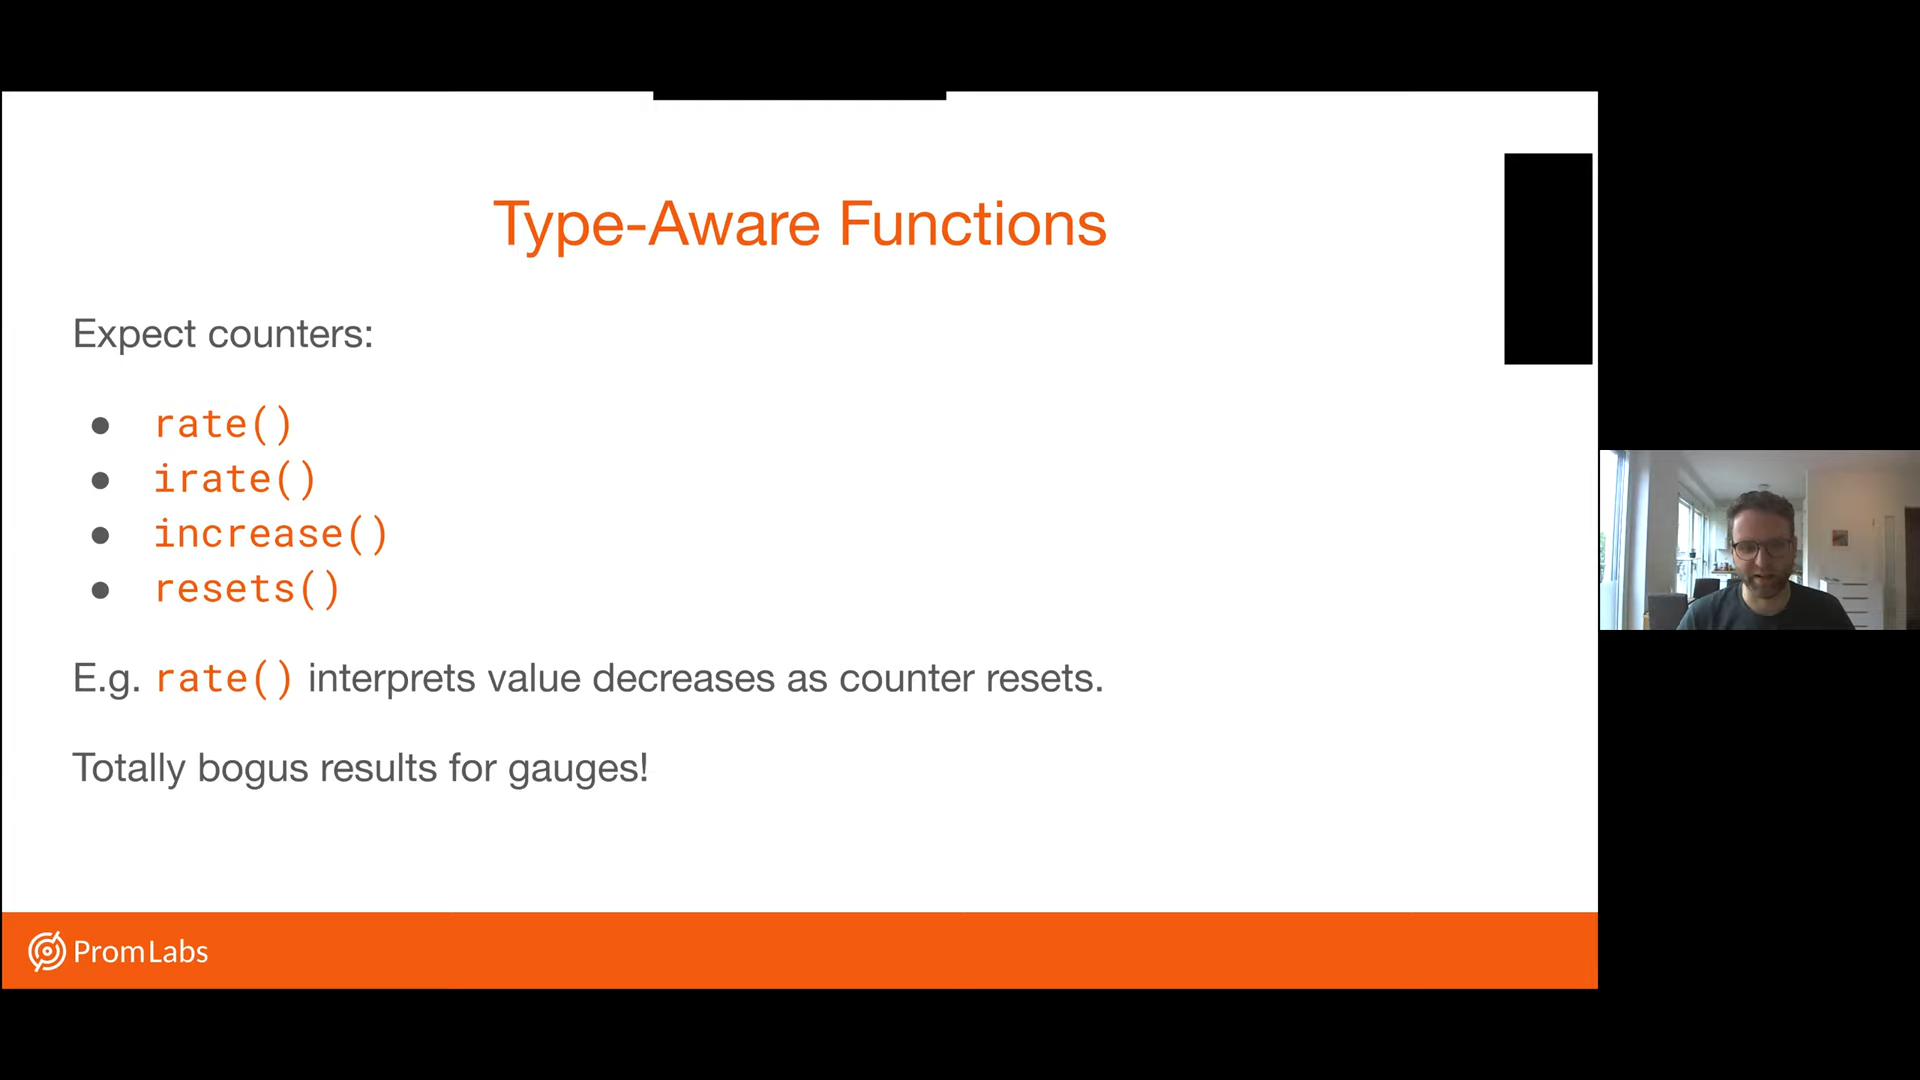 Type-Aware Functions
Expect counters:
● rate()
● irate()
● increase()
● resets()
E.g. rate() interprets value decreases as counter resets.
Totally bogus results for gauges!
PromLabs